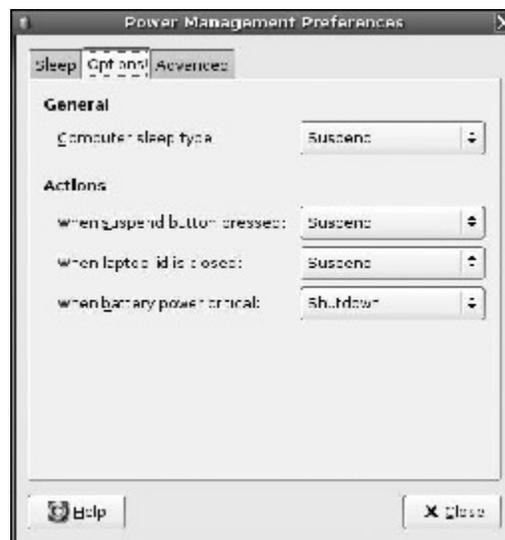 Power Management Preferences
Sleep Options Advanced
General
Computer sleep type Suspend
Actions
when suspend button pressed: Suspend
when laptop lid is closed: Suspend
when battery power critical: Shutdown
Help Close